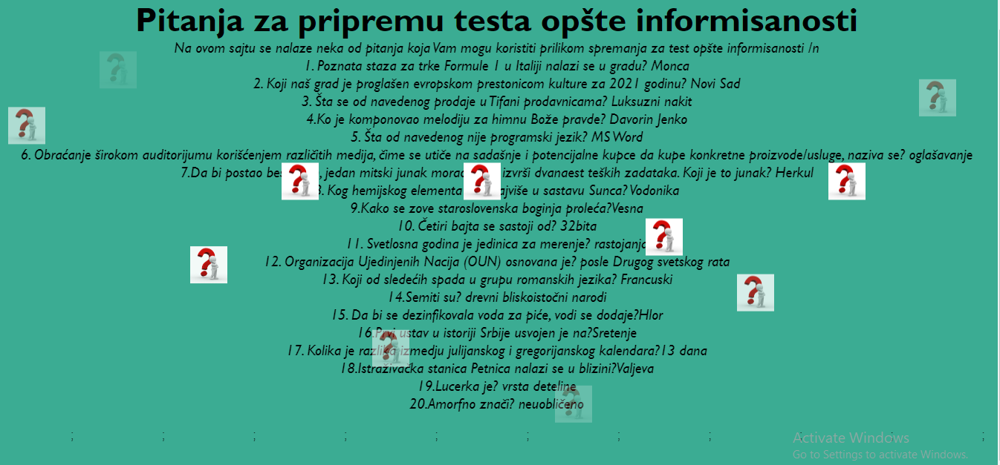 Pitanja za pripremu testa opšte informisanosti
Na ovom sajtu se nalaze neka od pitanja koja Vam mogu koristiti prilikom spremanja za test opšte informisanosti /n
1. Poznata staza za trke Formule 1 u Italiji nalazi se u gradu? Monca
2. Koji naš grad je proglašen evropskom prestonicom kulture za 2021 godinu? Novi Sad
3. Šta se od navedenog prodaje u Tifani prodavnicama? Luksuzni nakit
4.Ko je komponovao melodiju za himnu Bože pravde? Davorin Jenko
5. Šta od navedenog nije programski jezik? MS Word
6. Obraćanje širokom auditorijumu korišćenjem različitih medija, čime se utiče na sadašnje i potencijalne kupce da kupe konkretne proizvode/usluge, naziva se? oglašavanje
7.Da bi postao , jedan mitski junak izvrši dvanaest teških zadataka. Koji je to junak? Herkul
8. Kog hemijskog elementa u sastavu Sunca? Vodonika
9.Kako se zove staroslovenska boginja proleća?Vesna
10. Četiri bajta se sastoji od? 32bita
11. Svetlosna godina je jedinica za merenje? rastojanja
12. Organizacija Ujedinjenih Nacija (OUN) osnovana je? posle Drugog svetskog rata
13. Koji od sledećih spada u grupu romanskih jezika? Francuski
14.Semiti su? drevni bliskoistočni narodi
15. Da bi se dezinfikovala voda za piće, vodi se dodaje?Hlor
16.Prvi ustav u istoriji Srbije usvojen je na?Sretenje
17. Kolika je razlika izmedju julijanskog i gregorijanskog kalendara?13 dana
18.Istraživačka stanica Petnica nalazi se u blizini?Valjeva
19.Lucerka je? vrsta deteline
20.Amorfno znači? neuobličeno
; ; ; ; ; ; ; ; ; ; ;
Activate Windows
Go to Settings to activate Windows.